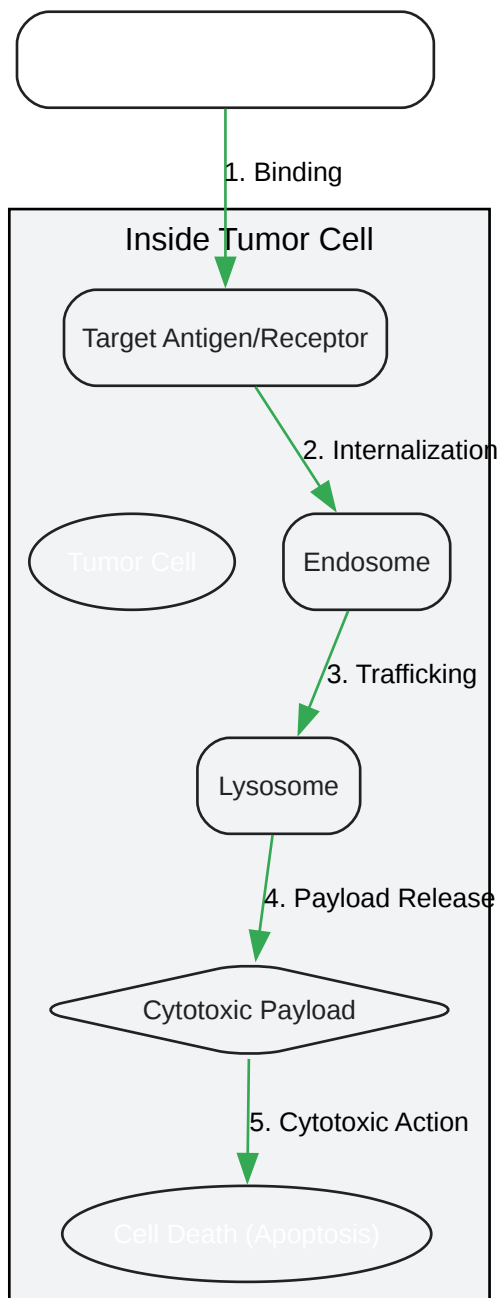 1. Binding
Inside Tumor Cell
Target Antigen/Receptor
2. Internalization
Tumor Cell
Endosome
3. Trafficking
Lysosome
4. Payload Release
Cytotoxic Payload
5. Cytotoxic Action
Cell Death (Apoptosis)